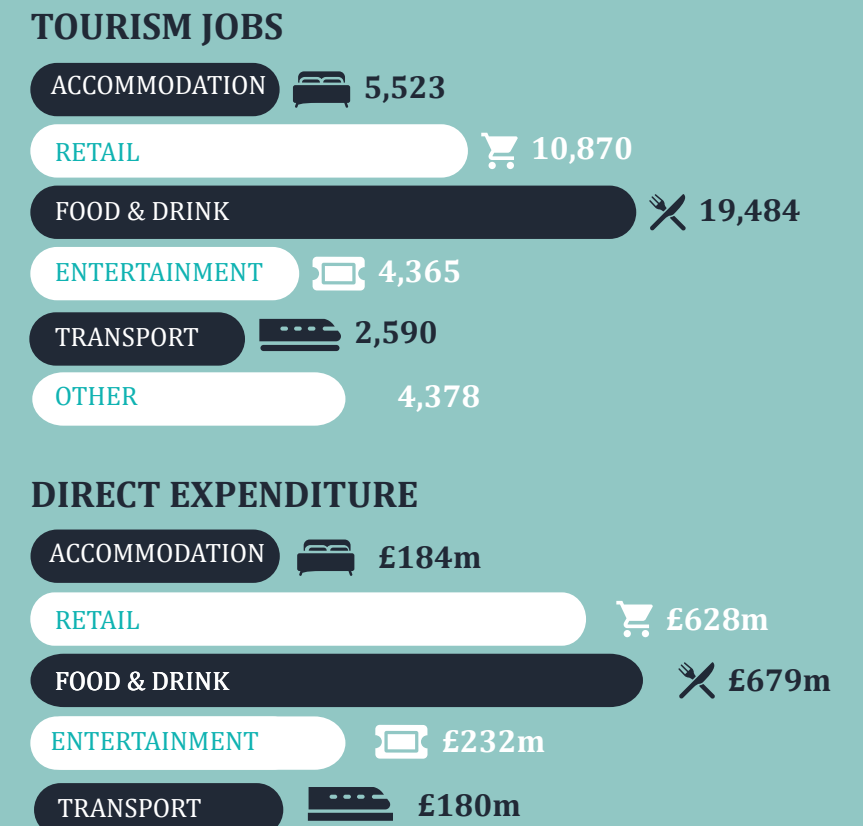 TOURISM JOBS
ACCOMMODATION 5,523
RETAIL 10,870
FOOD & DRINK 19,484
ENTERTAINMENT 4,365
TRANSPORT 2,590
OTHER 4,378
DIRECT EXPENDITURE
ACCOMMODATION £184m
RETAIL £628m
FOOD & DRINK £679m
ENTERTAINMENT £232m
TRANSPORT £180m